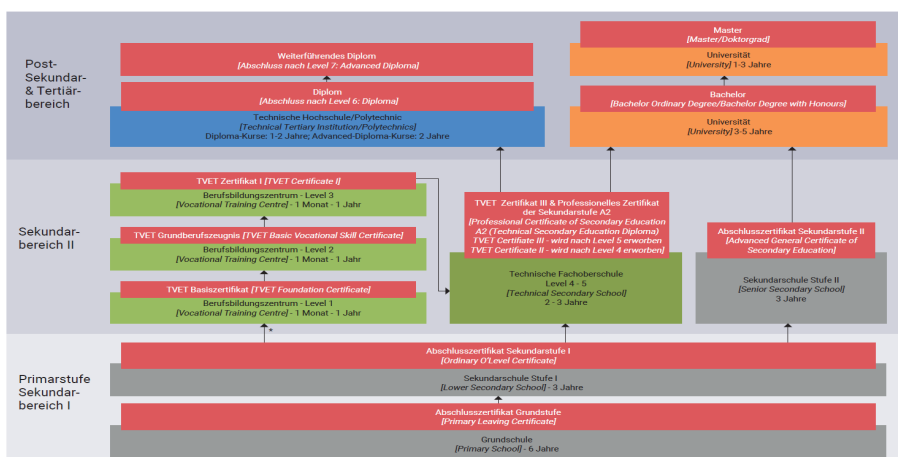 Post-
Sekundar-
& Tertiär-
bereich
Weiterführendes Diplom
[Abschluss nach Level 7: Advanced Diploma]
Diplom
[Abschluss nach Level 6: Diploma]
Technische Hochschule/Polytechnic
[Technical Tertiary Institution/Polytechnics]
Diploma-Kurse: 1-2 Jahre; Advanced-Diploma-Kurse: 2 Jahre
Master
[Master/Doktorgrad]
Universität
[University] 1-3 Jahre
Bachelor
[Bachelor Ordinary Degree/Bachelor Degree with Honours]
Universität
[University] 3-5 Jahre
Sekundar-
bereich II
TVET Zertifikat I [TVET Certificate I]
Berufsbildungszentrum - Level 3
[Vocational Training Centre] - 1 Monat - 1 Jahr
TVET Grundberufszeugnis [TVET Basic Vocational Skill Certificate]
Berufsbildungszentrum - Level 2
[Vocational Training Centre] - 1 Monat - 1 Jahr
TVET Basiszertifikat [TVET Foundation Certificate]
Berufsbildungszentrum - Level 1
[Vocational Training Centre] - 1 Monat - 1 Jahr
*
TVET Zertifikat III & Professionelles Zertifikat
der Sekundarstufe A2
[Professional Certificate of Secondary Education
A2 (Technical Secondary Education Diploma)
TVET Certifiate III - wird nach Level 5 erworben
TVET Certificate II - wird nach Level 4 erworben]
Technische Fachoberschule
Level 4 - 5
[Technical Secondary School]
2 - 3 Jahre
Abschlusszertifikat Sekundarstufe II
[Advanced General Certificate of
Secondary Education]
Sekundarschule Stufe II
[Senior Secondary School]
3 Jahre
Primarstufe
Sekundar-
bereich I
Abschlusszertifikat Sekundarstufe I
[Ordinary O'Level Certificate]
Sekundarschule Stufe I
[Lower Secondary School] - 3 Jahre
Abschlusszertifikat Grundstufe
[Primary Leaving Certificate]
Grundschule
[Primary School] - 6 Jahre